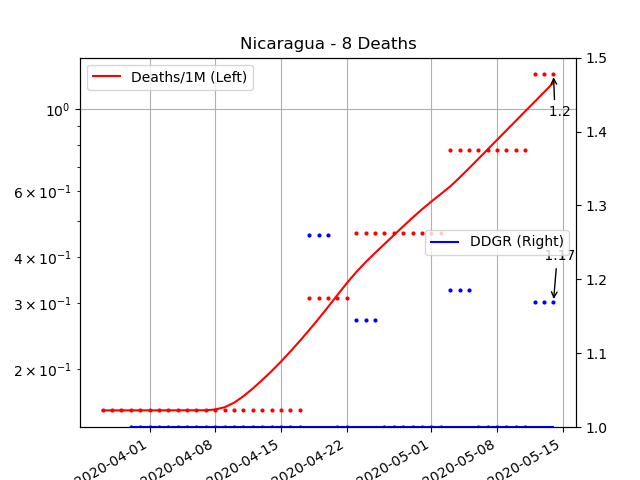 Nicaragua - 8 Deaths
Deaths/1M (Left)
DDGR (Right)
1.2
1.17
10⁰
6 × 10⁻¹
4 × 10⁻¹
3 × 10⁻¹
2 × 10⁻¹
1.5
1.4
1.3
1.2
1.1
1.0
2020-04-01
2020-04-08
2020-04-15
2020-04-22
2020-05-01
2020-05-08
2020-05-15